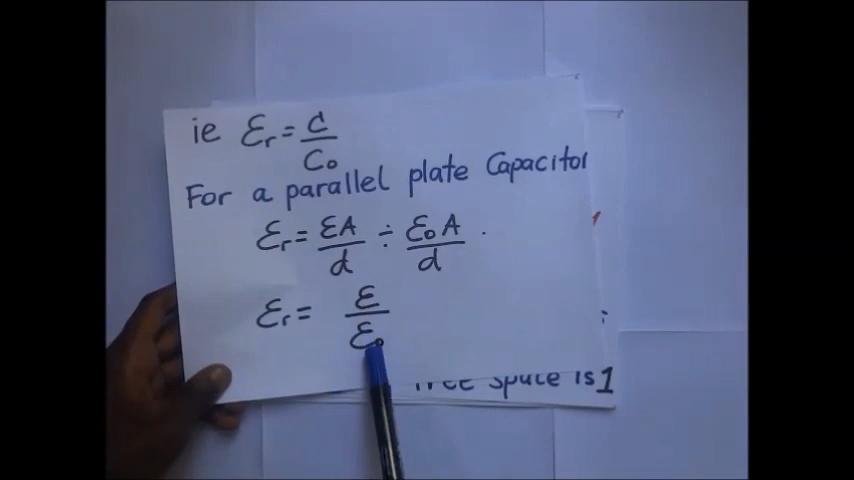 ie εr = C/C₀
For a parallel plate Capacitor
εr = εA/d ÷ ε₀A/d
εr = ε/ε₀
free space is 1